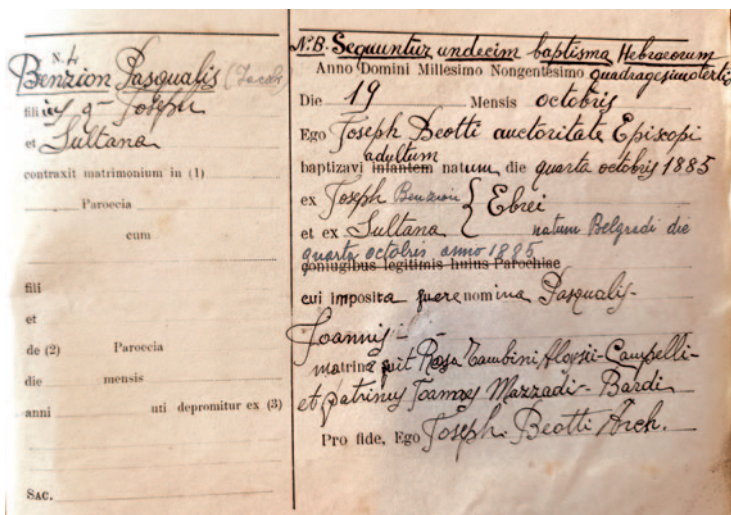 N. 4
Benzion Pasqualis (Jacob
filius q- Joseph
et Sultana
contraxit matrimonium in (1)
Paroecia
cum
fili
et
de (2) Paroecia
die mensis
anni uti depromitur ex (3)
SAC.
N.B. Sequuntur undecim baptisma Hebraeorum
Anno Domini Millesimo Nongentesimo quadragesimotertio
Die 19 Mensis octobris
Ego Joseph Beotti auctoritate Episcopi
adultum
baptizavi infantem natum die quarta octobris 1885
ex Joseph Benzion } Ebrei
et ex Sultana natum Belgradi die
quarta octobris anno 1885
coniugibus legitimis huius Parochiae
cui imposita fuere nomina Pasqualis-
Joannis
matrina fuit Rosa Tambini Aloysii-Campelli-
et patrinus Joannes Mazzadi- Bardi
Pro fide, Ego Joseph. Beotti Arch.